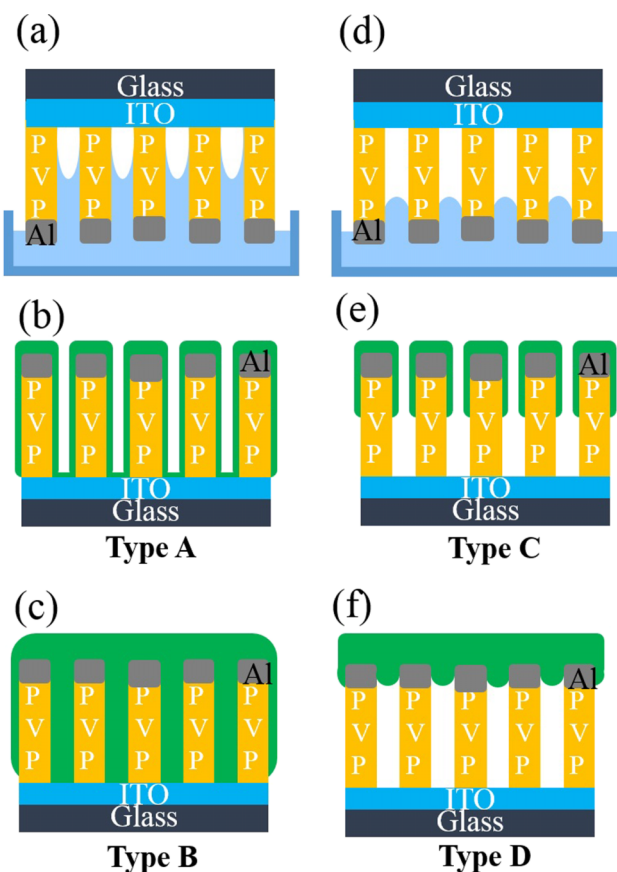 (a)
Glass
ITO
P P P P P
V V V V V
P P P P P
Al
(d)
Glass
ITO
P P P P P
V V V V V
P P P P P
Al
(b)
Al
P P P P P
V V V V V
P P P P P
ITO
Glass
Type A
(e)
Al
P P P P P
V V V V V
P P P P P
ITO
Glass
Type C
(c)
Al
P P P P P
V V V V V
P P P P P
ITO
Glass
Type B
(f)
Al
P P P P P
V V V V V
P P P P P
ITO
Glass
Type D